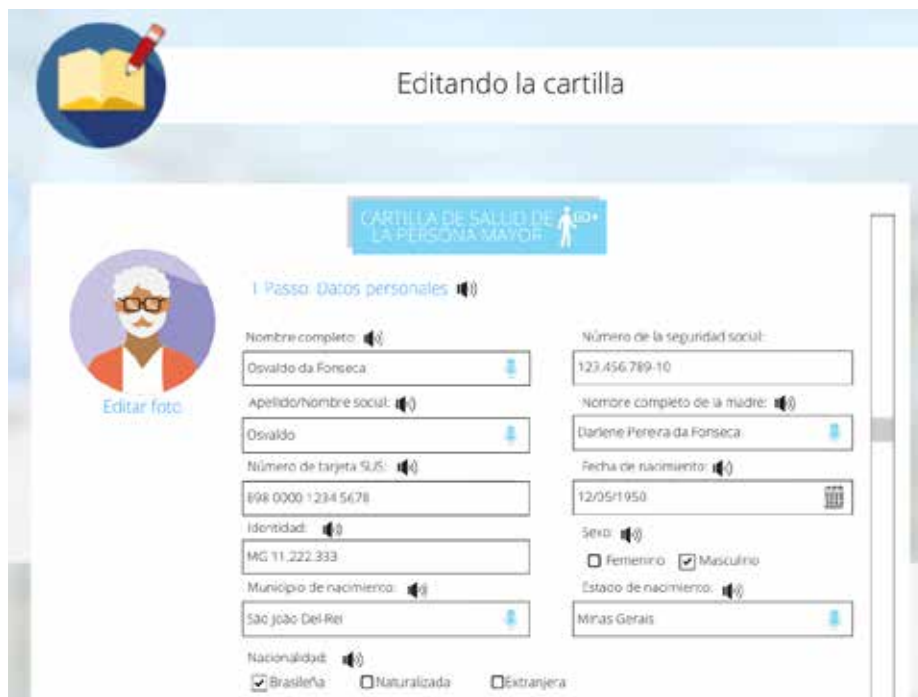 Editando la cartilla
CARTILLA DE SALUD DE
LA PERSONA MAYOR
60+
1 Passo: Datos personales
Editar foto
Nombre completo:
Número de la seguridad social:
Osvaldo da Fonseca
123.456.789-10
Apellido/Nombre social:
Nombre completo de la madre:
Osvaldo
Darlene Pereira da Fonseca
Número de tarjeta SUS:
Fecha de nacimiento:
898 0000 1234 5678
12/05/1950
Identidad:
Sexo:
MG 11.222.333
Femenino
Masculino
Municipio de nacimiento:
Estado de nacimiento:
São João Del-Rei
Minas Gerais
Nacionalidad:
Brasileña
Naturalizada
Extranjera